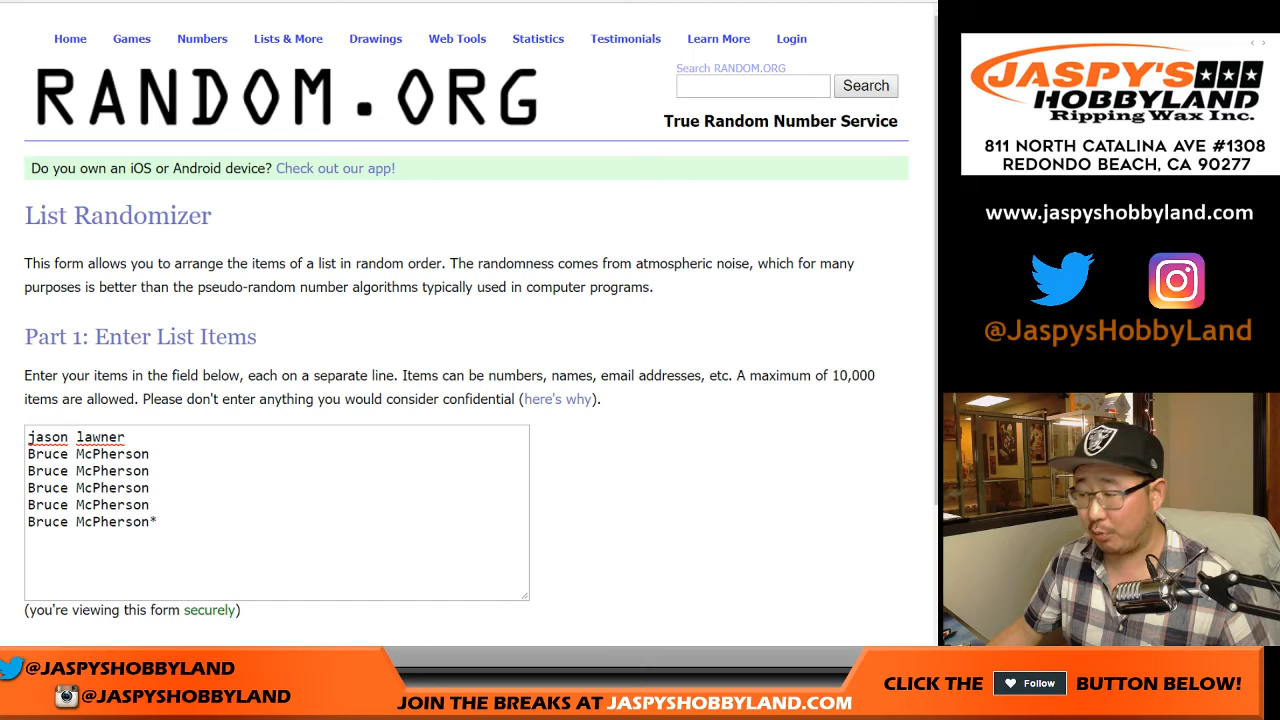 Home Games Numbers Lists & More Drawings Web Tools Statistics Testimonials Learn More Login
RANDOM.ORG
Search RANDOM.ORG
Search
True Random Number Service
Do you own an iOS or Android device? Check out our app!
List Randomizer
This form allows you to arrange the items of a list in random order. The randomness comes from atmospheric noise, which for many
purposes is better than the pseudo-random number algorithms typically used in computer programs.
Part 1: Enter List Items
Enter your items in the field below, each on a separate line. Items can be numbers, names, email addresses, etc. A maximum of 10,000
items are allowed. Please don't enter anything you would consider confidential (here's why).
jason lawner
Bruce McPherson
Bruce McPherson
Bruce McPherson
Bruce McPherson
Bruce McPherson*
(you're viewing this form securely)
JASPY'S
HOBBYLAND
Ripping Wax Inc.
811 NORTH CATALINA AVE #1308
REDONDO BEACH, CA 90277
www.jaspyshobbyland.com
@JaspysHobbyLand
@JASPYSHOBBYLAND
@JASPYSHOBBYLAND
JOIN THE BREAKS AT JASPYSHOBBYLAND.COM
CLICK THE Follow BUTTON BELOW!